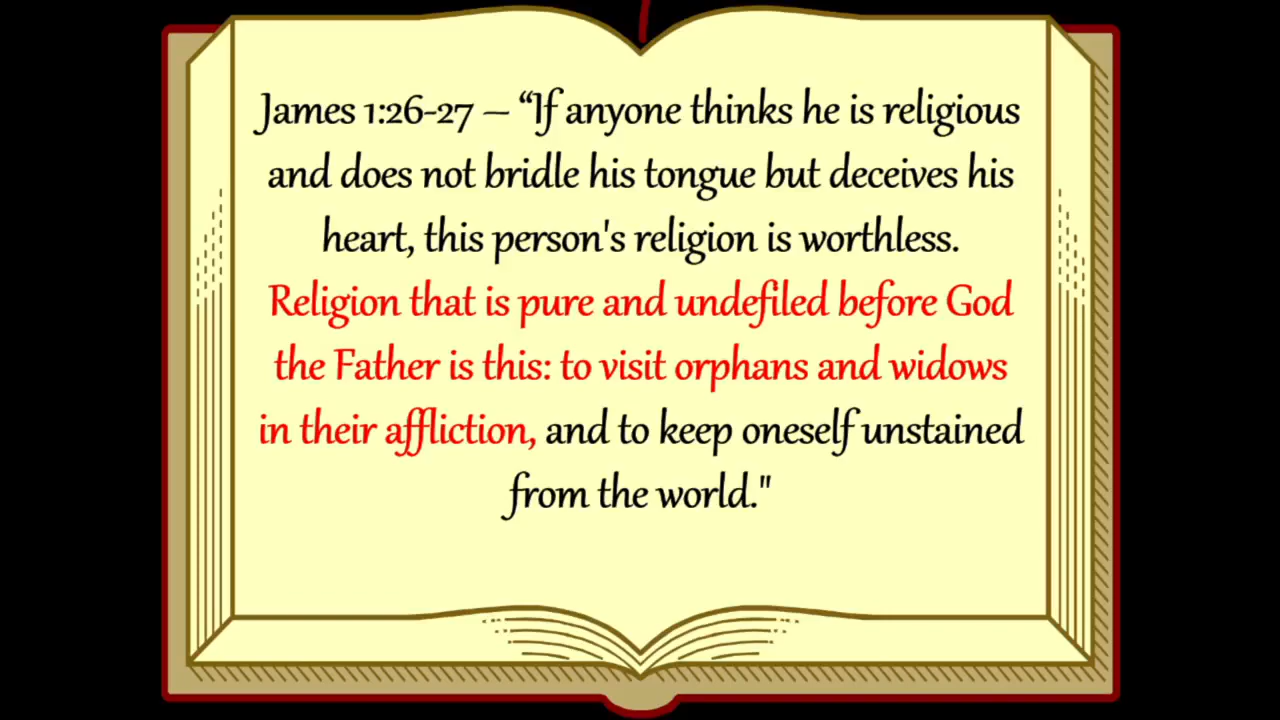 James 1:26-27 – “If anyone thinks he is religious
and does not bridle his tongue but deceives his
heart, this person's religion is worthless.
Religion that is pure and undefiled before God
the Father is this: to visit orphans and widows
in their affliction, and to keep oneself unstained
from the world."